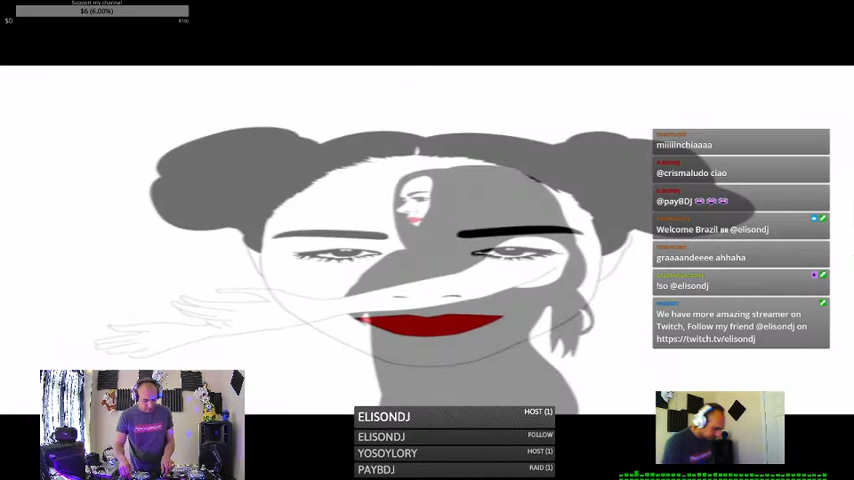 Support my channel
$0
$6 (6.00%)
$100
miiiiinchiaaaa
@crismaludo ciao
@payBDJ
Welcome Brazil BR @elisondj
graaaandeeee ahhaha
!so @elisondj
We have more amazing streamer on
Twitch, Follow my friend @elisondj on
https://twitch.tv/elisondj
ELISONDJ HOST (1)
ELISONDJ FOLLOW
YOSOYLORY HOST (1)
PAYBDJ RAID (1)